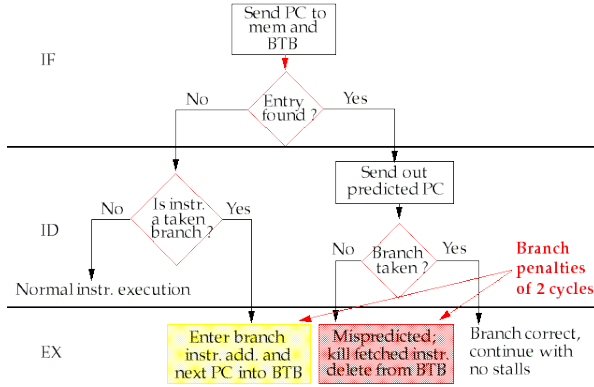 Send PC to
mem and
BTB
IF
No
Entry
found ?
Yes
Send out
predicted PC
ID
No
Is instr.
a taken
branch ?
Yes
No
Branch
taken ?
Yes
Branch
penalties
of 2 cycles
Normal instr. execution
EX
Enter branch
instr. add. and
next PC into BTB
Mispredicted;
kill fetched instr.
delete from BTB
Branch correct,
continue with
no stalls